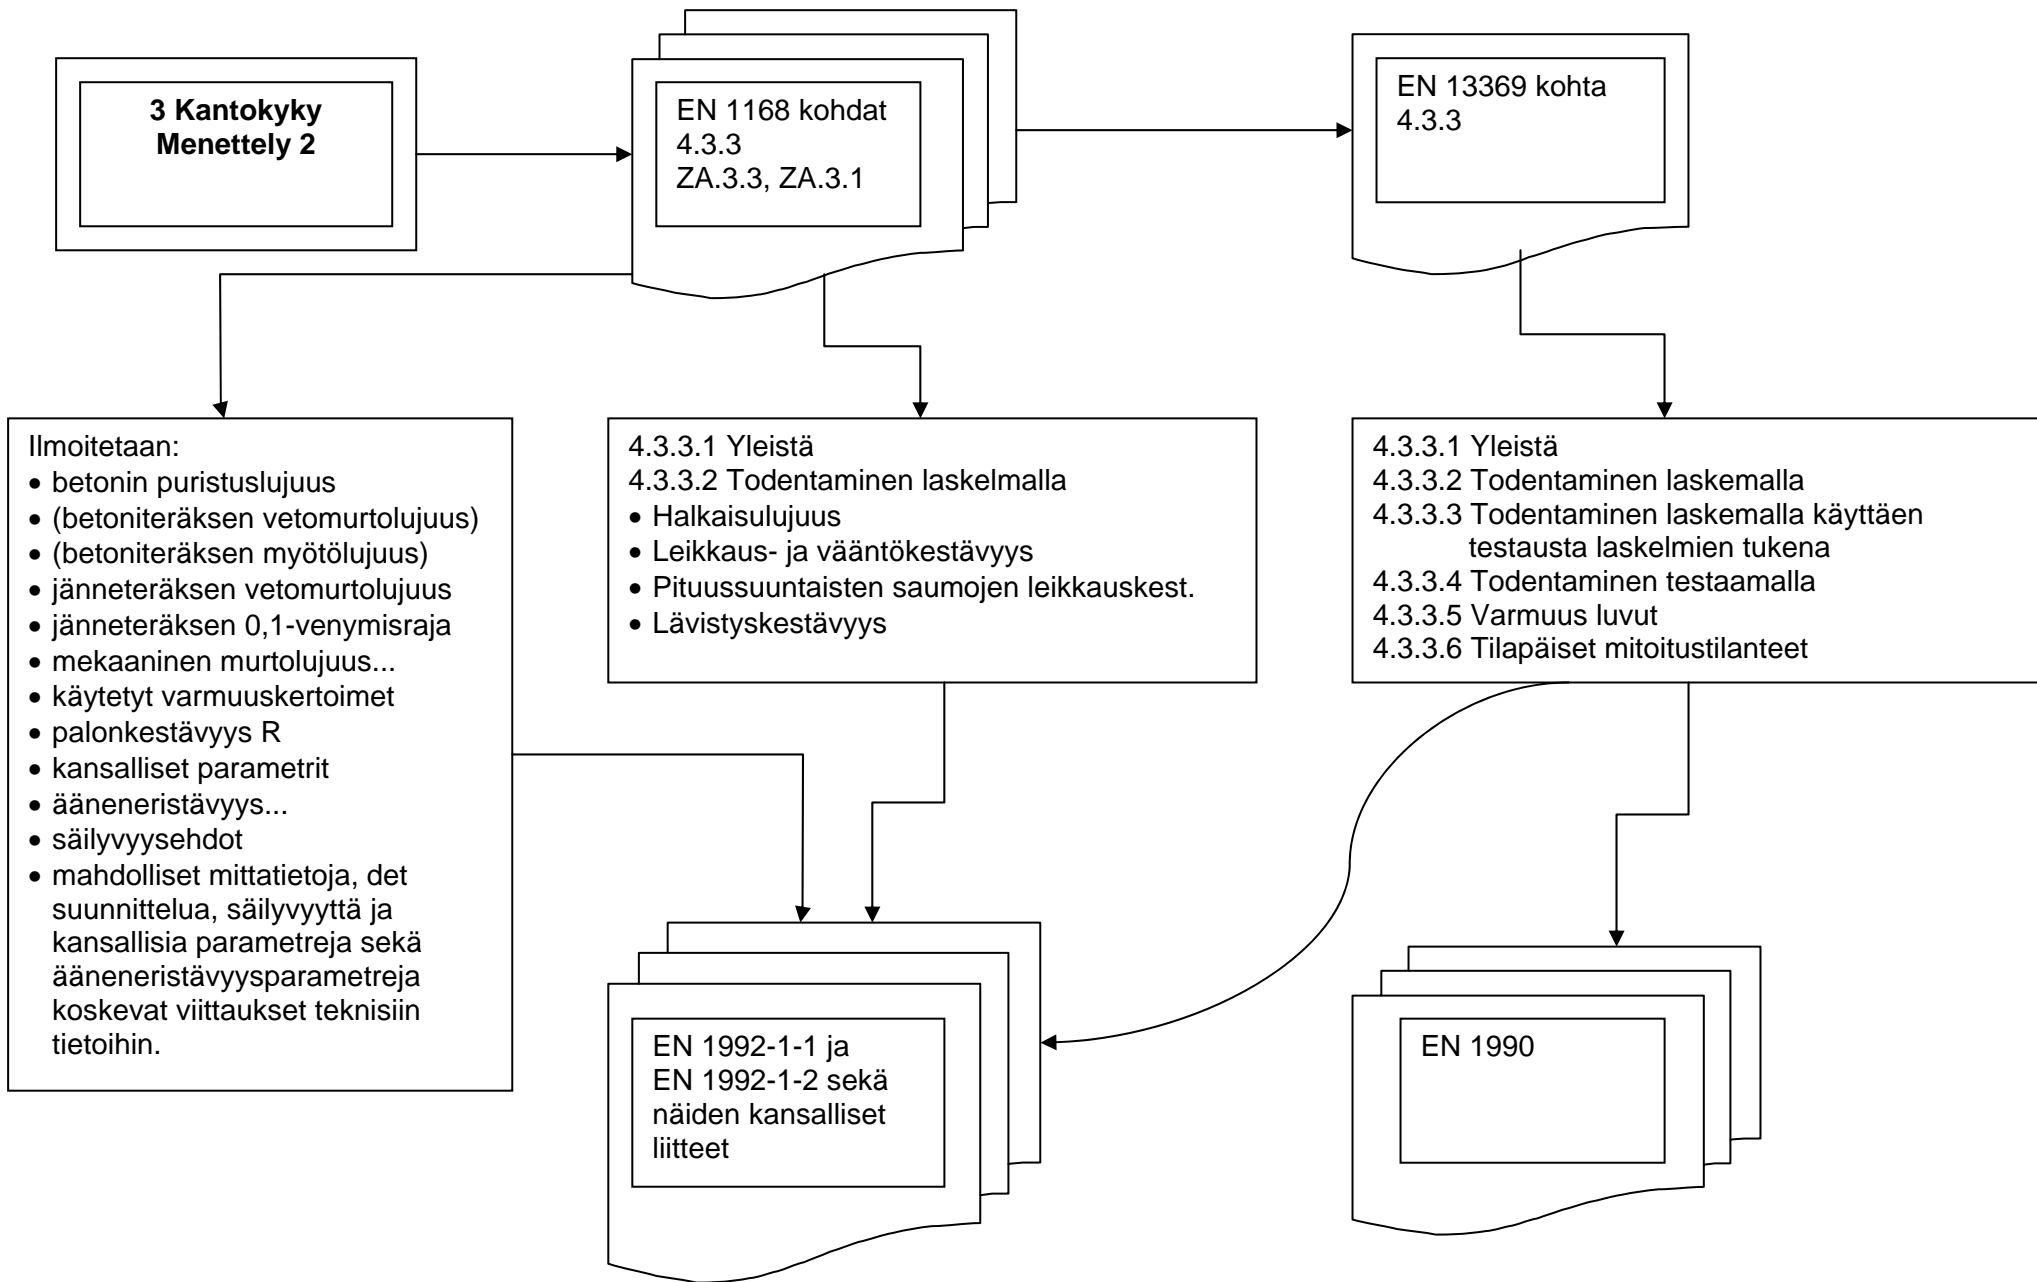 3 Kantokyky
Menettely 2
EN 1168 kohdat
4.3.3
ZA.3.3, ZA.3.1
EN 13369 kohta
4.3.3
Ilmoitetaan:
• betonin puristuslujuus
• (betoniteräksen vetomurtolujuus)
• (betoniteräksen myötölujuus)
• jänneteräksen vetomurtolujuus
• jänneteräksen 0,1-venymisraja
• mekaaninen murtolujuus...
• käytetyt varmuuskertoimet
• palonkestävyys R
• kansalliset parametrit
• ääneneristävyys...
• säilyvyysehdot
• mahdolliset mittatietoja, det
suunnittelua, säilyvyyttä ja
kansallisia parametreja sekä
ääneneristävyysparametreja
koskevat viittaukset teknisiin
tietoihin.
4.3.3.1 Yleistä
4.3.3.2 Todentaminen laskelmalla
• Halkaisulujuus
• Leikkaus- ja vääntökestävyys
• Pituussuuntaisten saumojen leikkauskest.
• Lävistyskestävyys
4.3.3.1 Yleistä
4.3.3.2 Todentaminen laskemalla
4.3.3.3 Todentaminen laskemalla käyttäen
testausta laskelmien tukena
4.3.3.4 Todentaminen testaamalla
4.3.3.5 Varmuus luvut
4.3.3.6 Tilapäiset mitoitustilanteet
EN 1992-1-1 ja
EN 1992-1-2 sekä
näiden kansalliset
liitteet
EN 1990